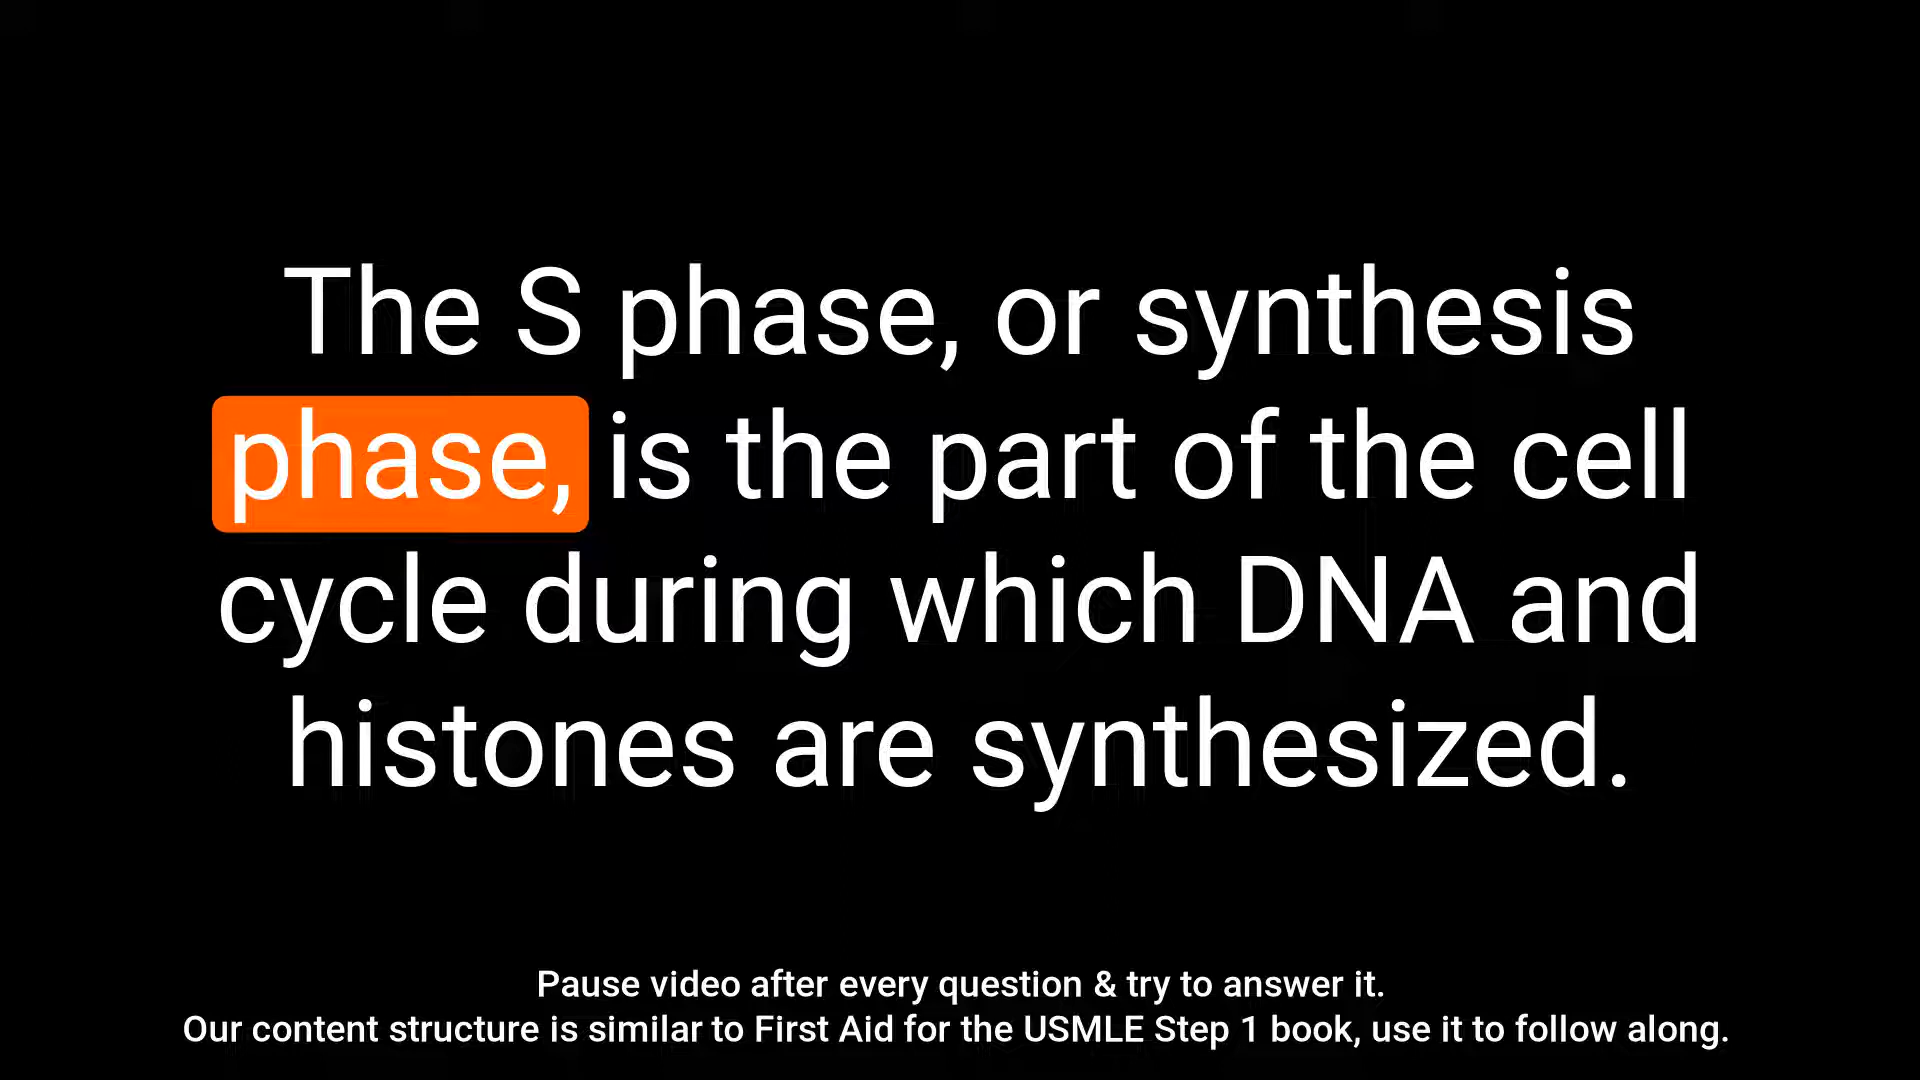 The S phase, or synthesis
phase, is the part of the cell
cycle during which DNA and
histones are synthesized.
Pause video after every question & try to answer it.
Our content structure is similar to First Aid for the USMLE Step 1 book, use it to follow along.